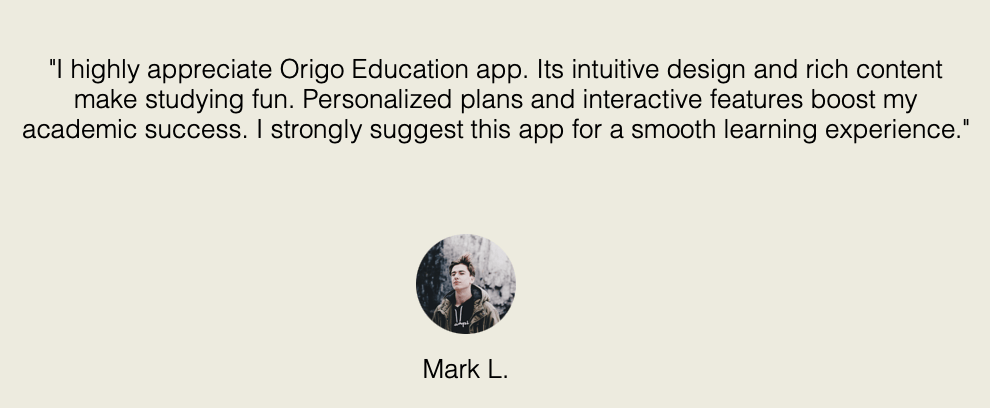 "I highly appreciate Origo Education app. Its intuitive design and rich content
make studying fun. Personalized plans and interactive features boost my
academic success. I strongly suggest this app for a smooth learning experience."
Mark L.